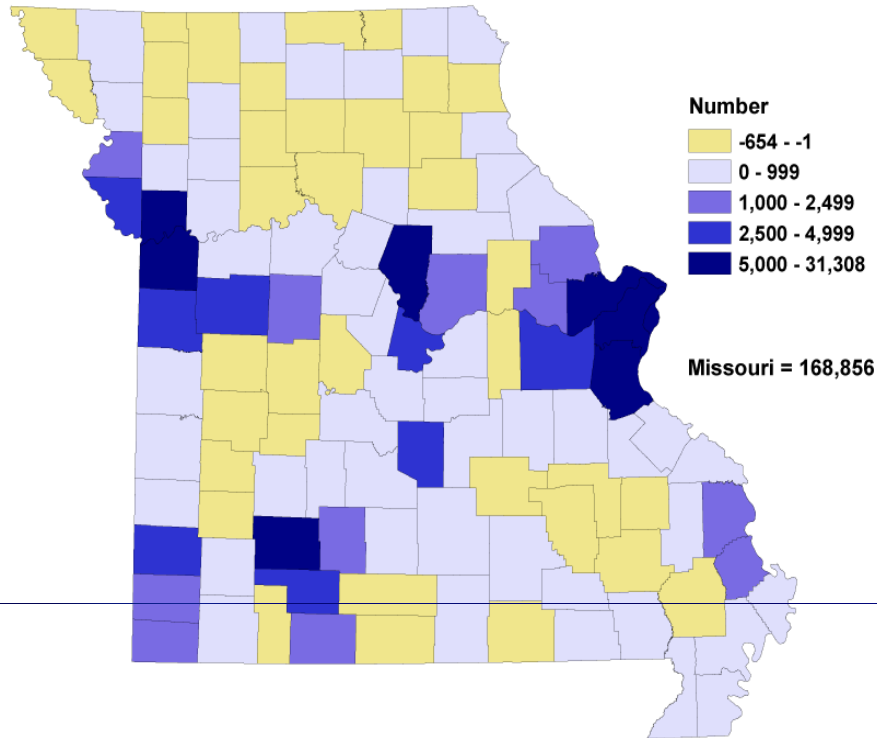 Number
-654 - -1
0 - 999
1,000 - 2,499
2,500 - 4,999
5,000 - 31,308
Missouri = 168,856